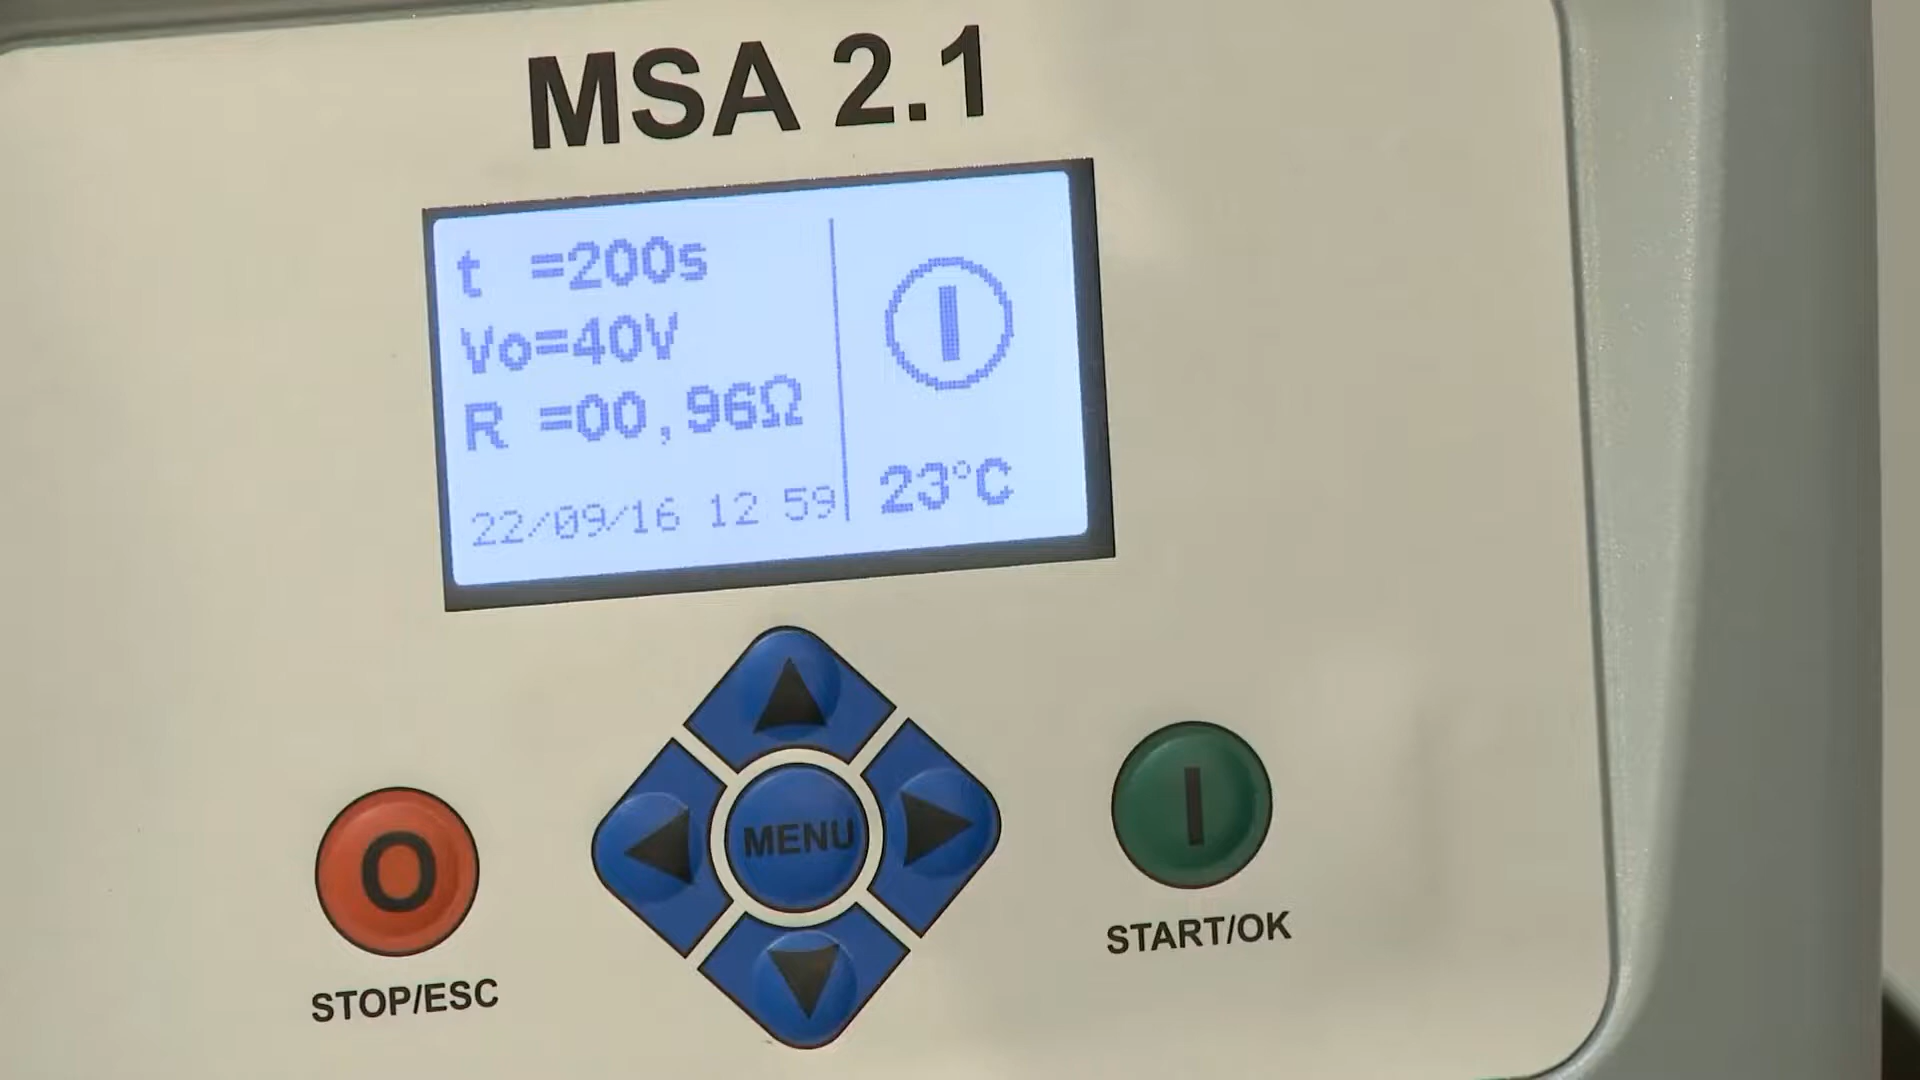 MSA 2.1
t =200s
Vo=40V
R =00,96Ω
22/09/16 12 59
23°C
MENU
O
I
STOP/ESC
START/OK